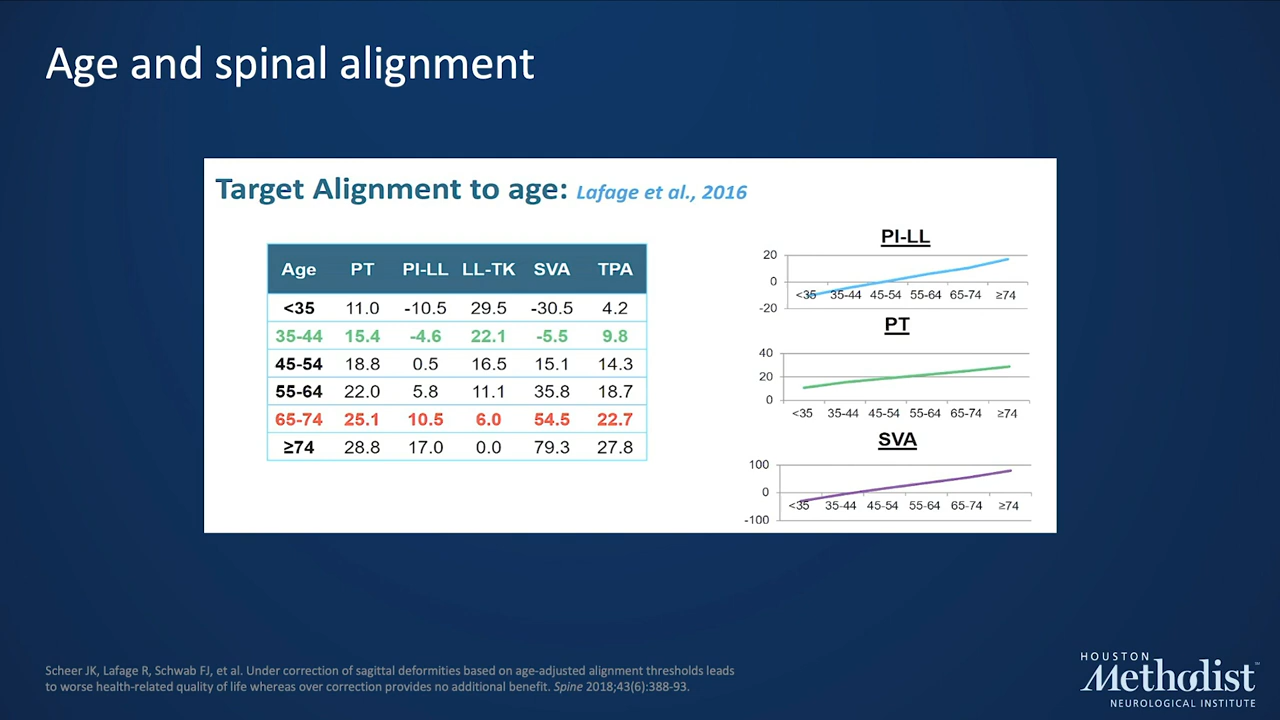 Age and spinal alignment
Target Alignment to age: Lafage et al., 2016
Age PT PI-LL LL-TK SVA TPA
<35 11.0 -10.5 29.5 -30.5 4.2
35-44 15.4 -4.6 22.1 -5.5 9.8
45-54 18.8 0.5 16.5 15.1 14.3
55-64 22.0 5.8 11.1 35.8 18.7
65-74 25.1 10.5 6.0 54.5 22.7
≥74 28.8 17.0 0.0 79.3 27.8
PI-LL
20
0
<35 35-44 45-54 55-64 65-74 ≥74
-20
PT
40
20
0
<35 35-44 45-54 55-64 65-74 ≥74
SVA
100
0
<35 35-44 45-54 55-64 65-74 ≥74
-100
Scheer JK, Lafage R, Schwab FJ, et al. Under correction of sagittal deformities based on age-adjusted alignment thresholds leads
to worse health-related quality of life whereas over correction provides no additional benefit. Spine 2018;43(6):388-93.
HOUSTON
Methodist
NEUROLOGICAL INSTITUTE